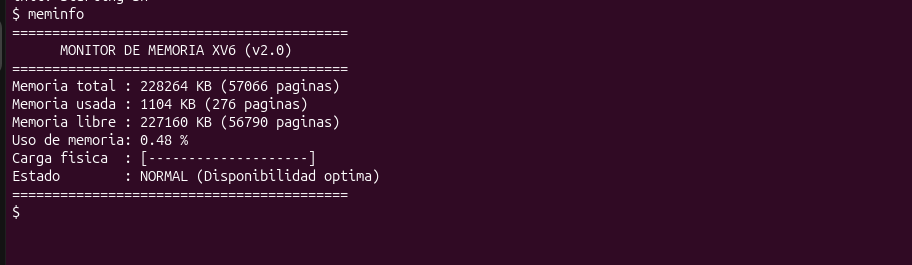 $ meminfo
==========================================
      MONITOR DE MEMORIA XV6 (v2.0)
==========================================
Memoria total : 228264 KB (57066 paginas)
Memoria usada : 1104 KB (276 paginas)
Memoria libre : 227160 KB (56790 paginas)
Uso de memoria: 0.48 %
Carga fisica  : [--------------------]
Estado        : NORMAL (Disponibilidad optima)
==========================================
$